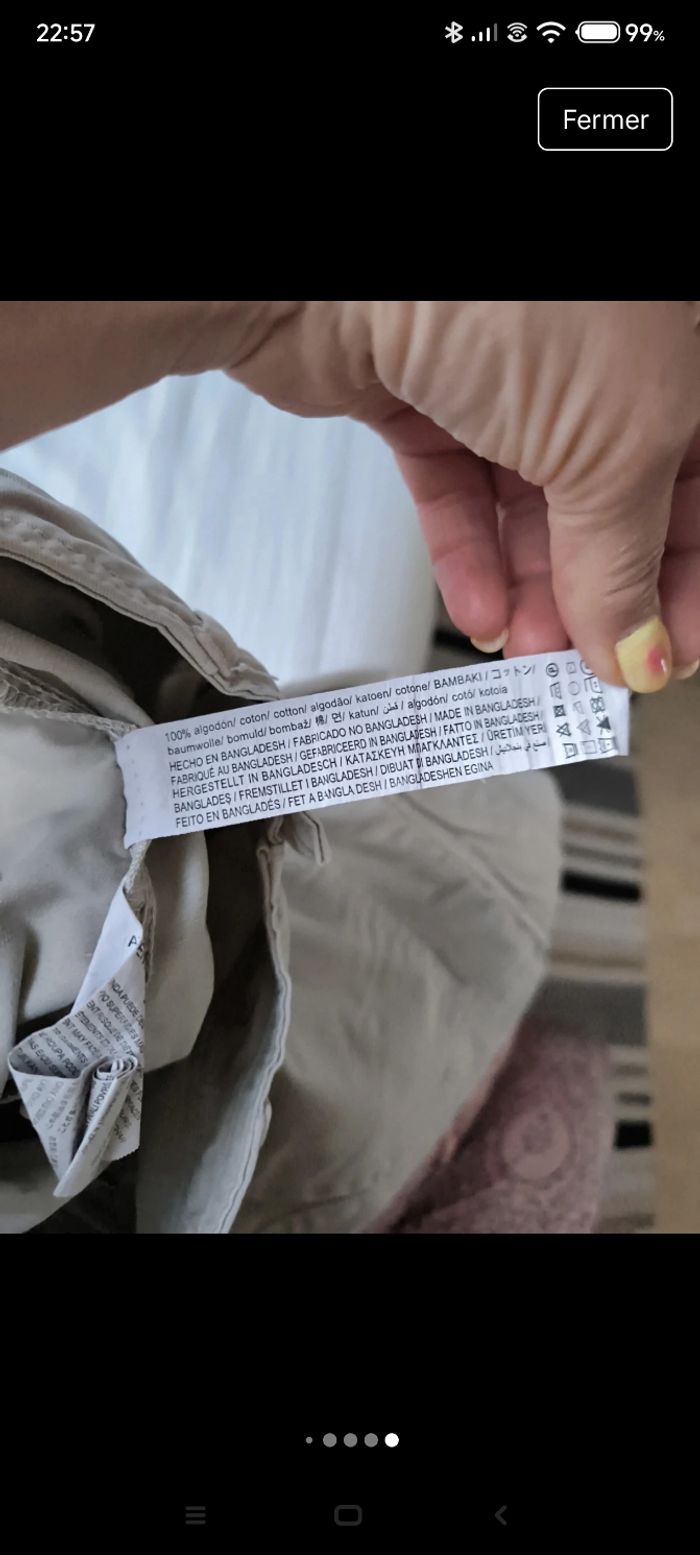 22:57
99%
Fermer
100% algodón/ coton/ cotton/ algodão/ katoen/ cotone/ BAMBAKI / コットン/
baumwolle/ bomuld/ bombaž/ 棉/ 면/ katun/ قطن / algodón/ cotó/ kotoia
HECHO EN BANGLADESH / FABRICADO NO BANGLADESH / MADE IN BANGLADESH /
FABRIQUÉ AU BANGLADESH / GEFABRICEERD IN BANGLADESH / FATTO IN BANGLADESH /
HERGESTELLT IN BANGLADESCH / ΚΑΤΑΣΚΕΥΗ ΜΠΑΓΚΛΑΝΤΕΣ / ÜRETIM YERI
BANGLADEŞ / FREMSTILLET I BANGLADESH / DIBUAT DI BANGLADESH / صنع في بنجلاديش
FEITO EN BANGLADÉS / FET A BANGLA DESH / BANGLADESHEN EGINA